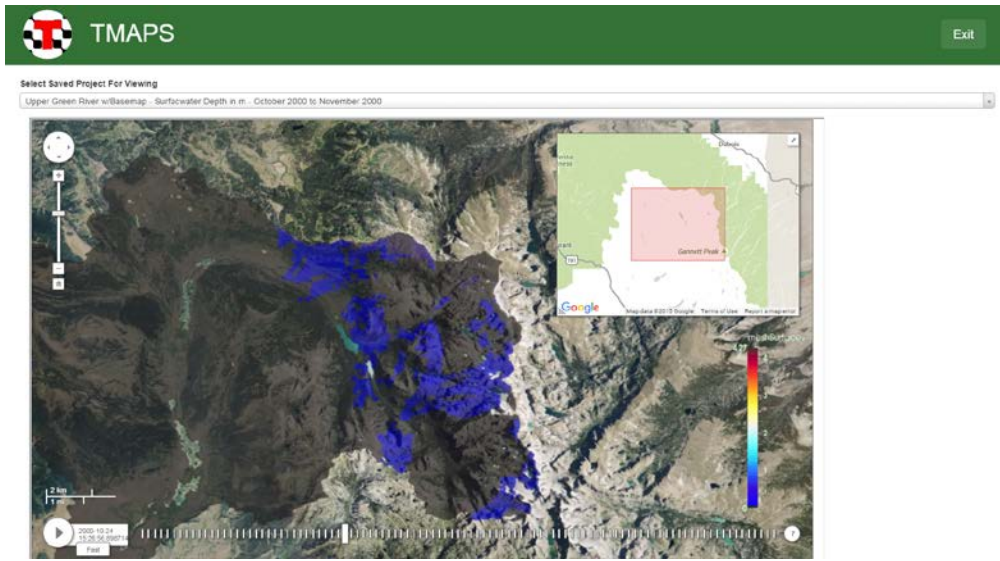 T TMAPS
Exit
Select Saved Project For Viewing
Upper Green River w/Basemap - Surfacwater Depth in m - October 2000 to November 2000
Dubois
Gannett Peak
Google
Map data ©2015 Google Terms of Use Report a map error
2 km
2000-10-24
Fast